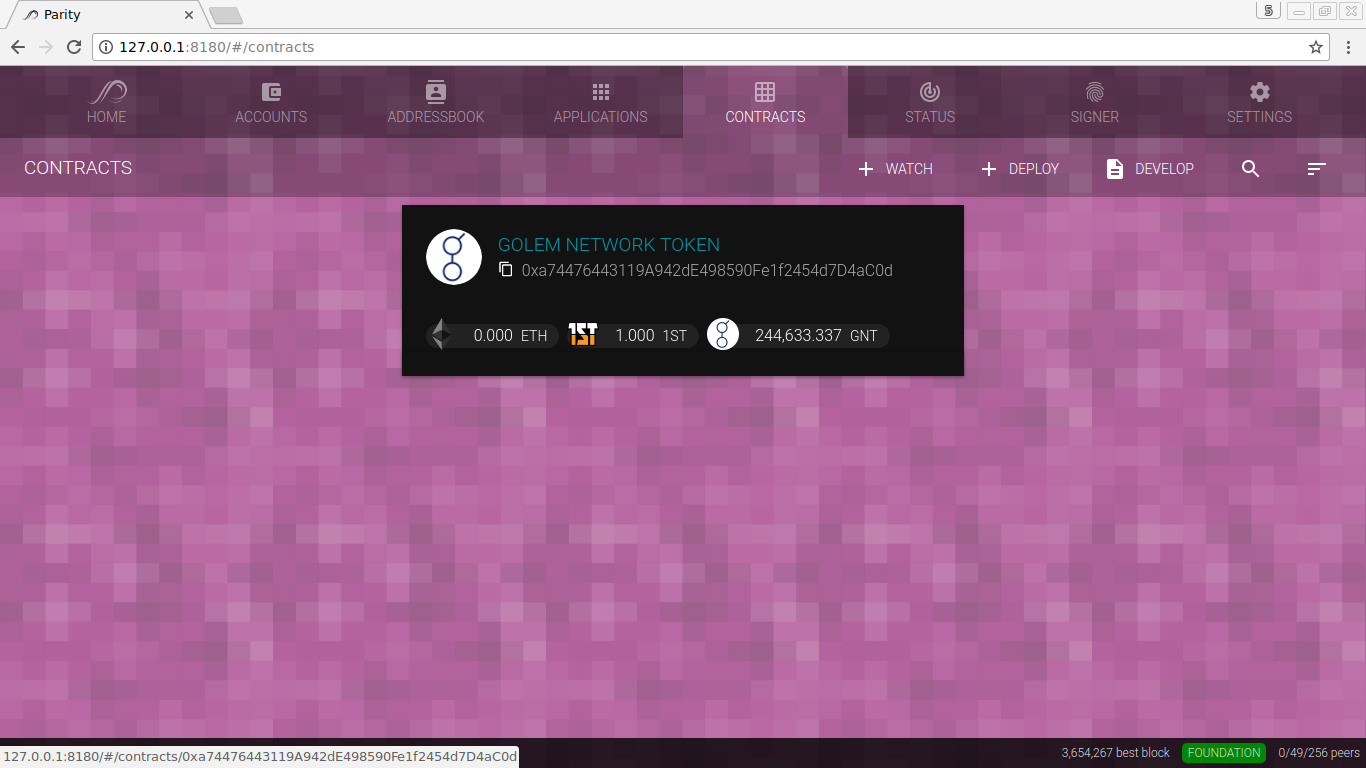 Parity
5
127.0.0.1:8180/#/contracts
HOME
ACCOUNTS
ADDRESSBOOK
APPLICATIONS
CONTRACTS
STATUS
SIGNER
SETTINGS
CONTRACTS
WATCH
DEPLOY
DEVELOP
GOLEM NETWORK TOKEN
0xa74476443119A942dE498590Fe1f2454d7D4aC0d
0.000 ETH
1ST
1.000 1ST
244,633.337 GNT
127.0.0.1:8180/#/contracts/0xa74476443119A942dE498590Fe1f2454d7D4aC0d
3,654,267 best block
FOUNDATION
0/49/256 peers